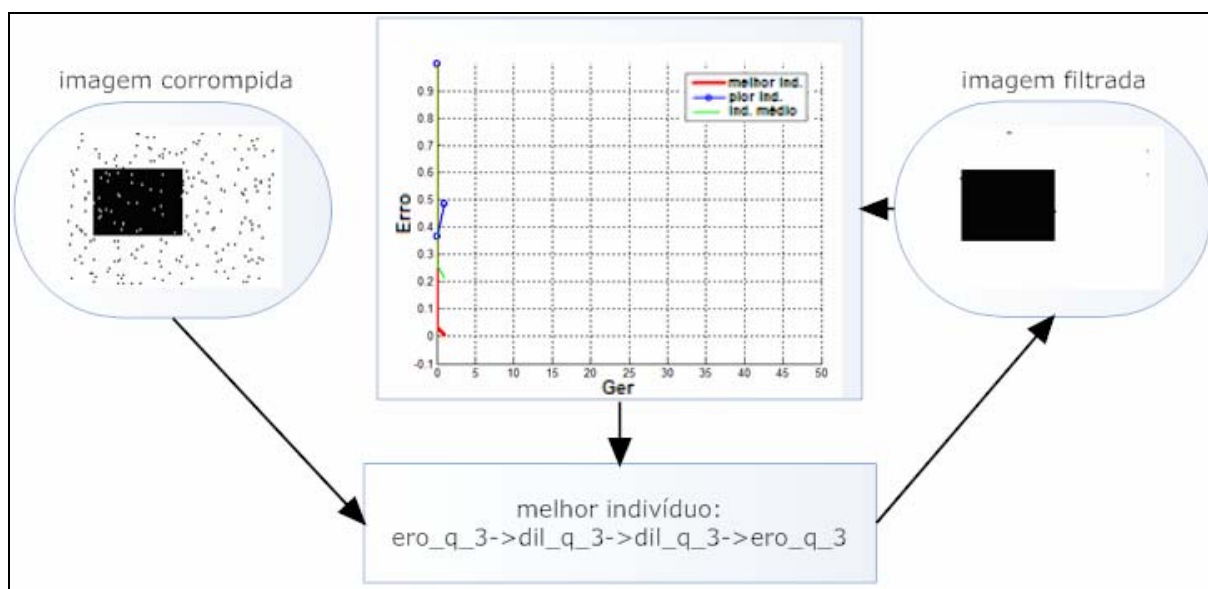 imagem corrompida
imagem filtrada
melhor ind.
pior ind.
ind. médio
0.9
0.8
0.7
0.6
0.5
0.4
0.3
0.2
0.1
0
-0.1
Erro
0 5 10 15 20 25 30 35 40 45 50
Ger
melhor indivíduo:
ero_q_3->dil_q_3->dil_q_3->ero_q_3